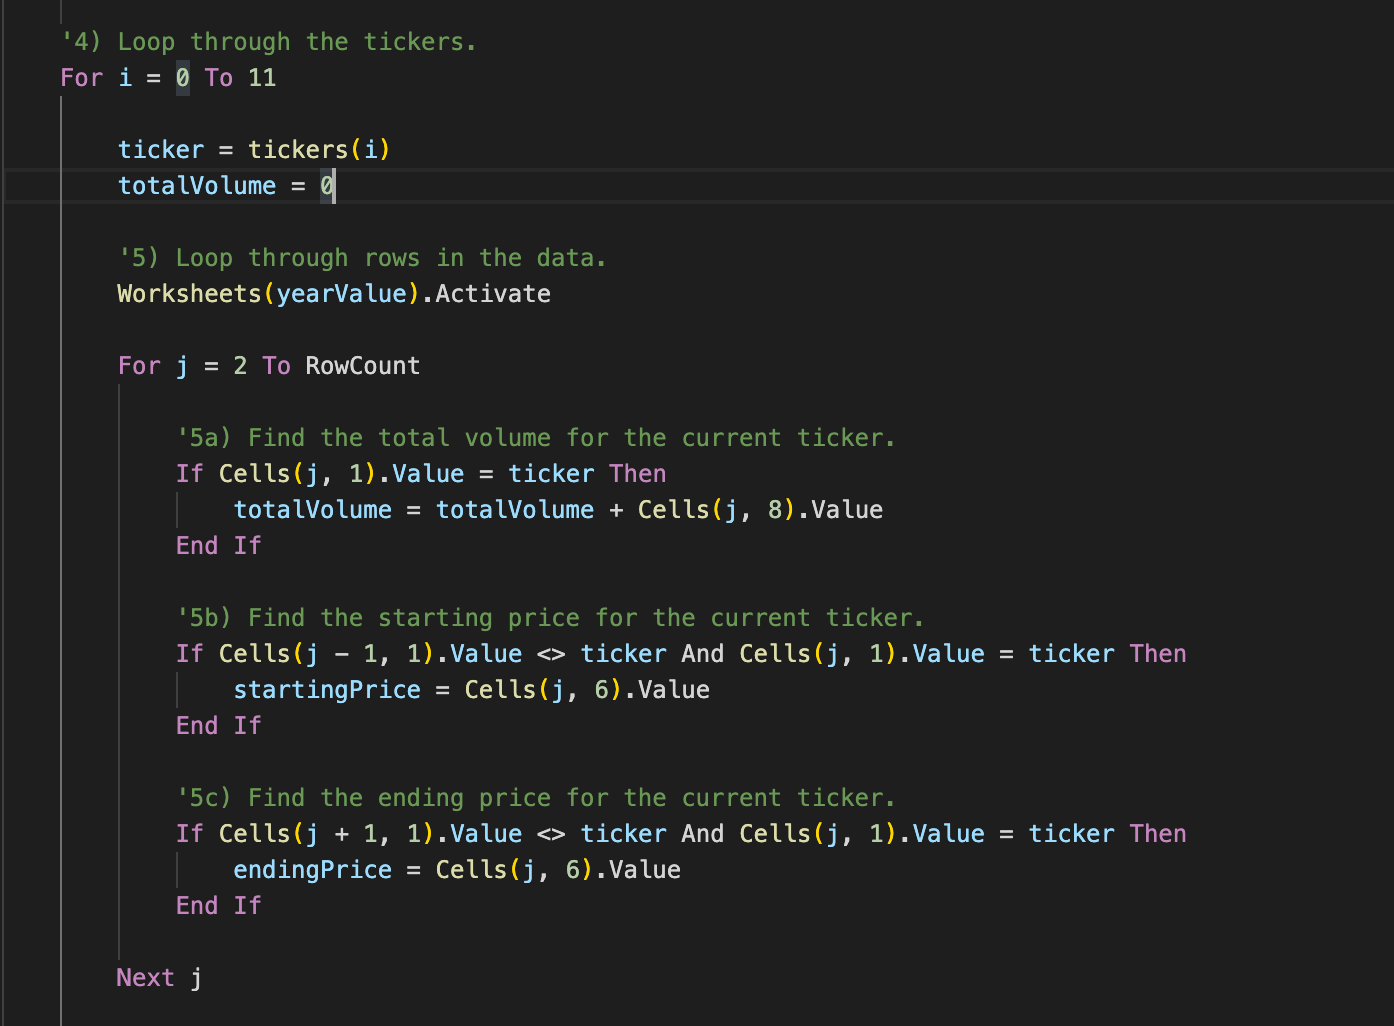 '4) Loop through the tickers.
For i = 0 To 11
ticker = tickers(i)
totalVolume = 0
'5) Loop through rows in the data.
Worksheets(yearValue).Activate
For j = 2 To RowCount
'5a) Find the total volume for the current ticker.
If Cells(j, 1).Value = ticker Then
totalVolume = totalVolume + Cells(j, 8).Value
End If
'5b) Find the starting price for the current ticker.
If Cells(j - 1, 1).Value <> ticker And Cells(j, 1).Value = ticker Then
startingPrice = Cells(j, 6).Value
End If
'5c) Find the ending price for the current ticker.
If Cells(j + 1, 1).Value <> ticker And Cells(j, 1).Value = ticker Then
endingPrice = Cells(j, 6).Value
End If
Next j